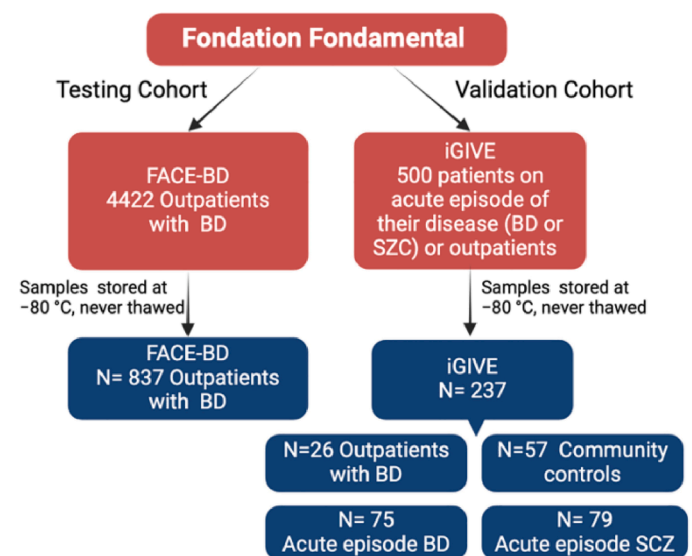 Fondation Fondamental
Testing Cohort
Validation Cohort
FACE-BD
4422 Outpatients
with BD
iGIVE
500 patients on
acute episode of
their disease (BD or
SZC) or outpatients
Samples stored at
−80 °C, never thawed
Samples stored at
−80 °C, never thawed
FACE-BD
N= 837 Outpatients
with BD
iGIVE
N= 237
N=26 Outpatients
with BD
N=57 Community
controls
N= 75
Acute episode BD
N= 79
Acute episode SCZ